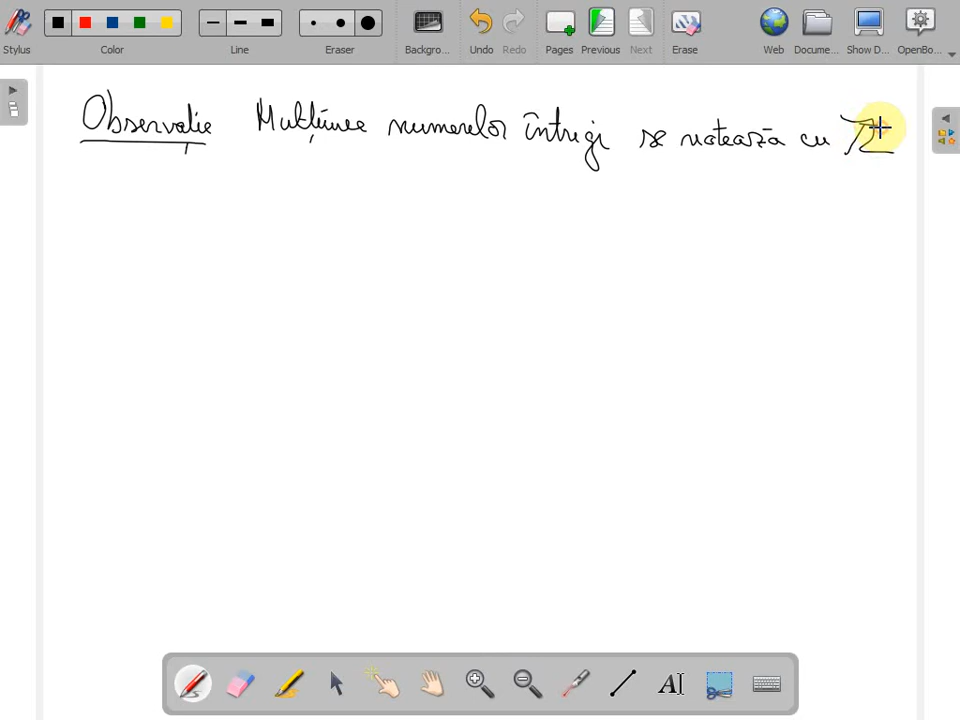 Stylus
Color
Line
Eraser
Backgro...
Undo
Redo
Pages
Previous
Next
Erase
Web
Docume...
Show D...
OpenBo...
Observație Mulțimea numerelor întregi se notează cu ℤ